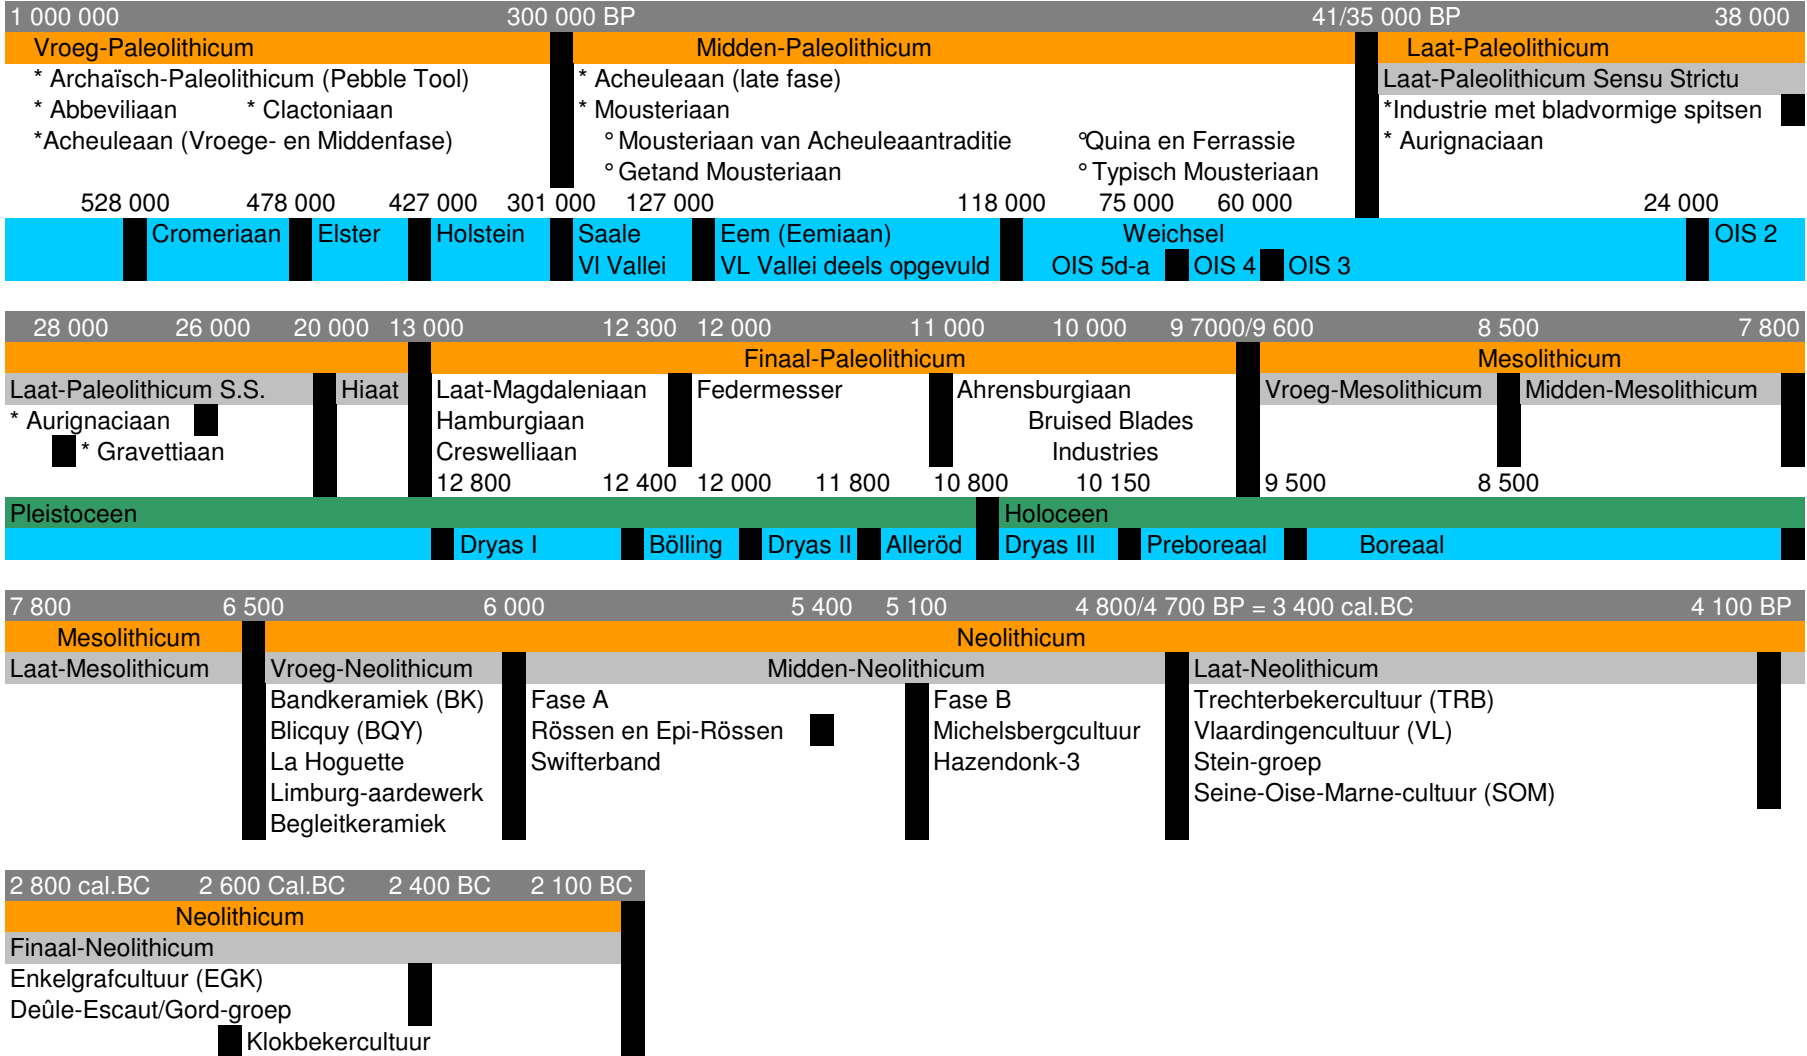 1 000 000 300 000 BP 41/35 000 BP 38 000
Vroeg-Paleolithicum Midden-Paleolithicum Laat-Paleolithicum
* Archaïsch-Paleolithicum (Pebble Tool) * Acheuleaan (late fase) Laat-Paleolithicum Sensu Strictu
* Abbeviliaan * Clactoniaan * Mousteriaan *Industrie met bladvormige spitsen
*Acheuleaan (Vroege- en Middenfase) ° Mousteriaan van Acheuleaantraditie °Quina en Ferrassie * Aurignaciaan
° Getand Mousteriaan ° Typisch Mousteriaan
528 000 478 000 427 000 301 000 127 000 118 000 75 000 60 000 24 000
Cromeriaan Elster Holstein Saale Eem (Eemiaan) Weichsel OIS 2
Vl Vallei VL Vallei deels opgevuld OIS 5d-a OIS 4 OIS 3
28 000 26 000 20 000 13 000 12 300 12 000 11 000 10 000 9 7000/9 600 8 500 7 800
Finaal-Paleolithicum Mesolithicum
Laat-Paleolithicum S.S. Hiaat Laat-Magdaleniaan Federmesser Ahrensburgiaan Vroeg-Mesolithicum Midden-Mesolithicum
* Aurignaciaan Hamburgiaan Bruised Blades
* Gravettiaan Creswelliaan Industries
12 800 12 400 12 000 11 800 10 800 10 150 9 500 8 500
Pleistoceen Holoceen
Dryas I Bölling Dryas II Alleröd Dryas III Preboreaal Boreaal
7 800 6 500 6 000 5 400 5 100 4 800/4 700 BP = 3 400 cal.BC 4 100 BP
Mesolithicum Neolithicum
Laat-Mesolithicum Vroeg-Neolithicum Midden-Neolithicum Laat-Neolithicum
Bandkeramiek (BK) Fase A Fase B Trechterbekercultuur (TRB)
Blicquy (BQY) Rössen en Epi-Rössen Michelsbergcultuur Vlaardingencultuur (VL)
La Hoguette Swifterband Hazendonk-3 Stein-groep
Limburg-aardewerk Seine-Oise-Marne-cultuur (SOM)
Begleitkeramiek
2 800 cal.BC 2 600 Cal.BC 2 400 BC 2 100 BC
Neolithicum
Finaal-Neolithicum
Enkelgrafcultuur (EGK)
Deûle-Escaut/Gord-groep
Klokbekercultuur